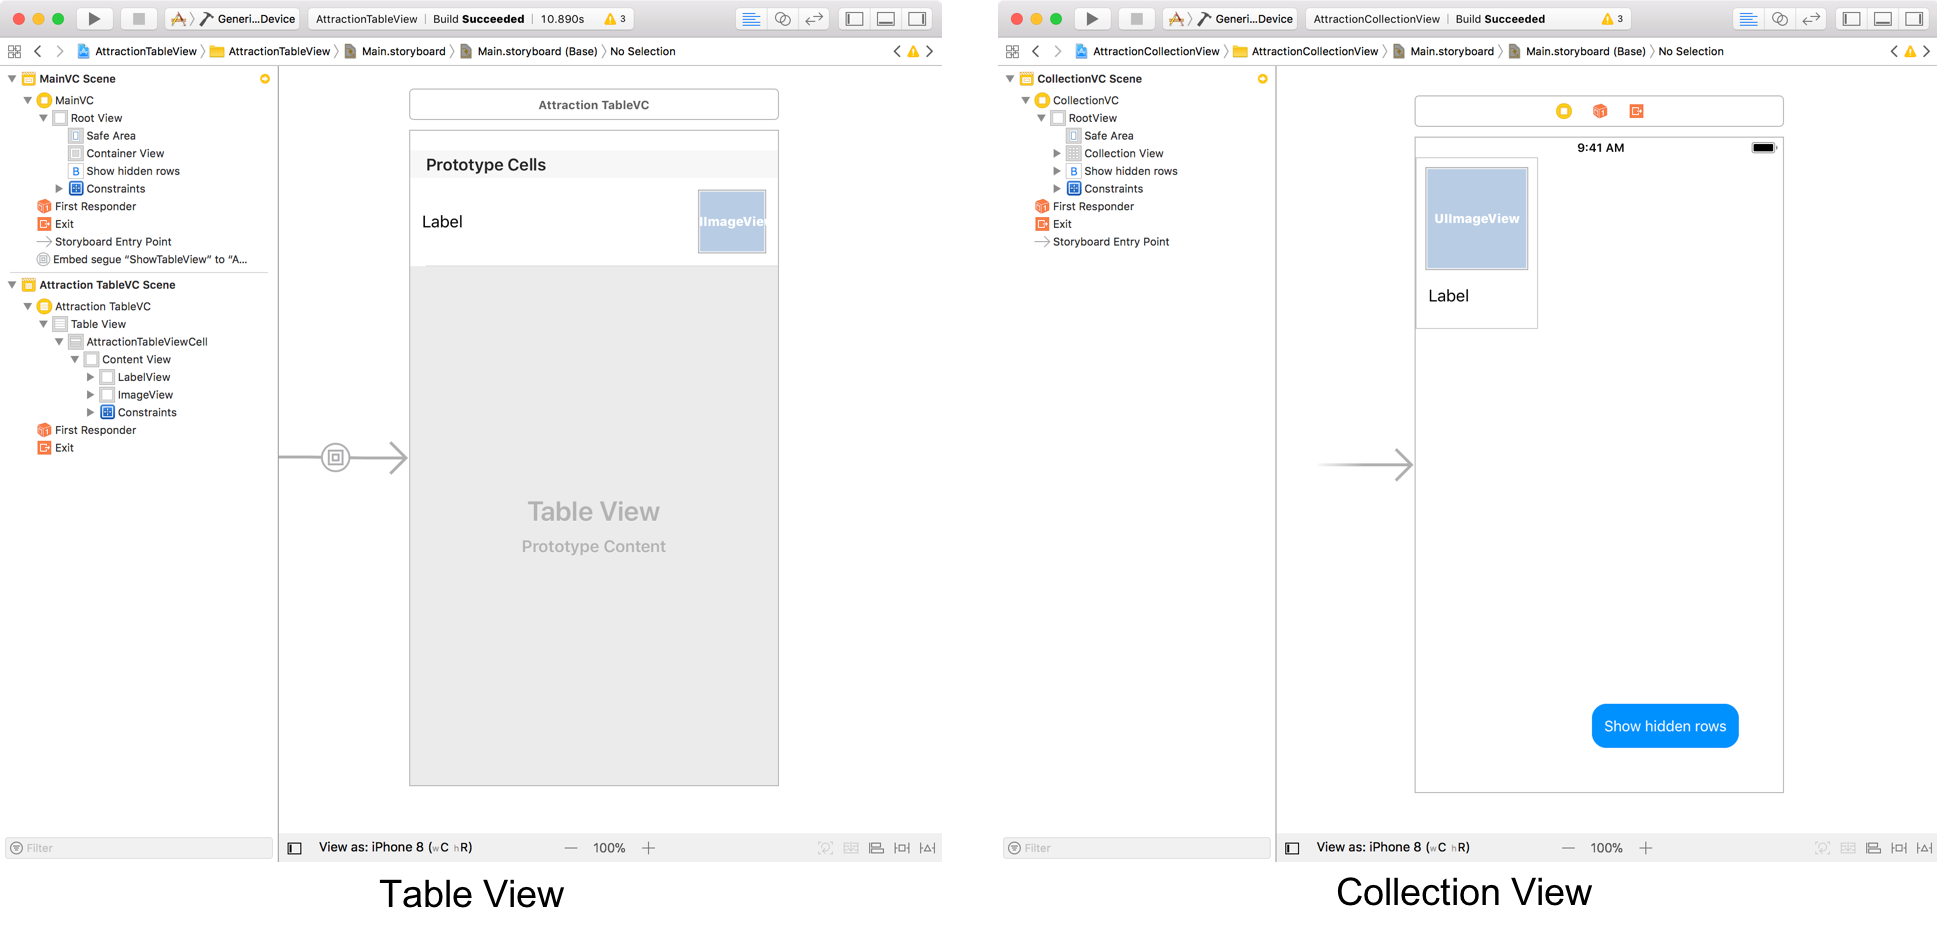 Generi...Device
AttractionTableView | Build Succeeded | 10.890s 3
AttractionTableView AttractionTableView Main.storyboard Main.storyboard (Base) No Selection
MainVC Scene
MainVC
Root View
Safe Area
Container View
B Show hidden rows
Constraints
First Responder
Exit
Storyboard Entry Point
Embed segue “ShowTableView” to “A...
Attraction TableVC Scene
Attraction TableVC
Table View
AttractionTableViewCell
Content View
LabelView
ImageView
Constraints
First Responder
Exit
Filter
Attraction TableVC
Prototype Cells
Label
UIImageView
Table View
Prototype Content
View as: iPhone 8 (wC hR)
100%
Table View
Generi...Device
AttractionCollectionView | Build Succeeded 3
AttractionCollectionView AttractionCollectionView Main.storyboard Main.storyboard (Base) No Selection
CollectionVC Scene
CollectionVC
RootView
Safe Area
Collection View
B Show hidden rows
Constraints
First Responder
Exit
Storyboard Entry Point
Filter
9:41 AM
UIImageView
Label
Show hidden rows
View as: iPhone 8 (wC hR)
100%
Collection View